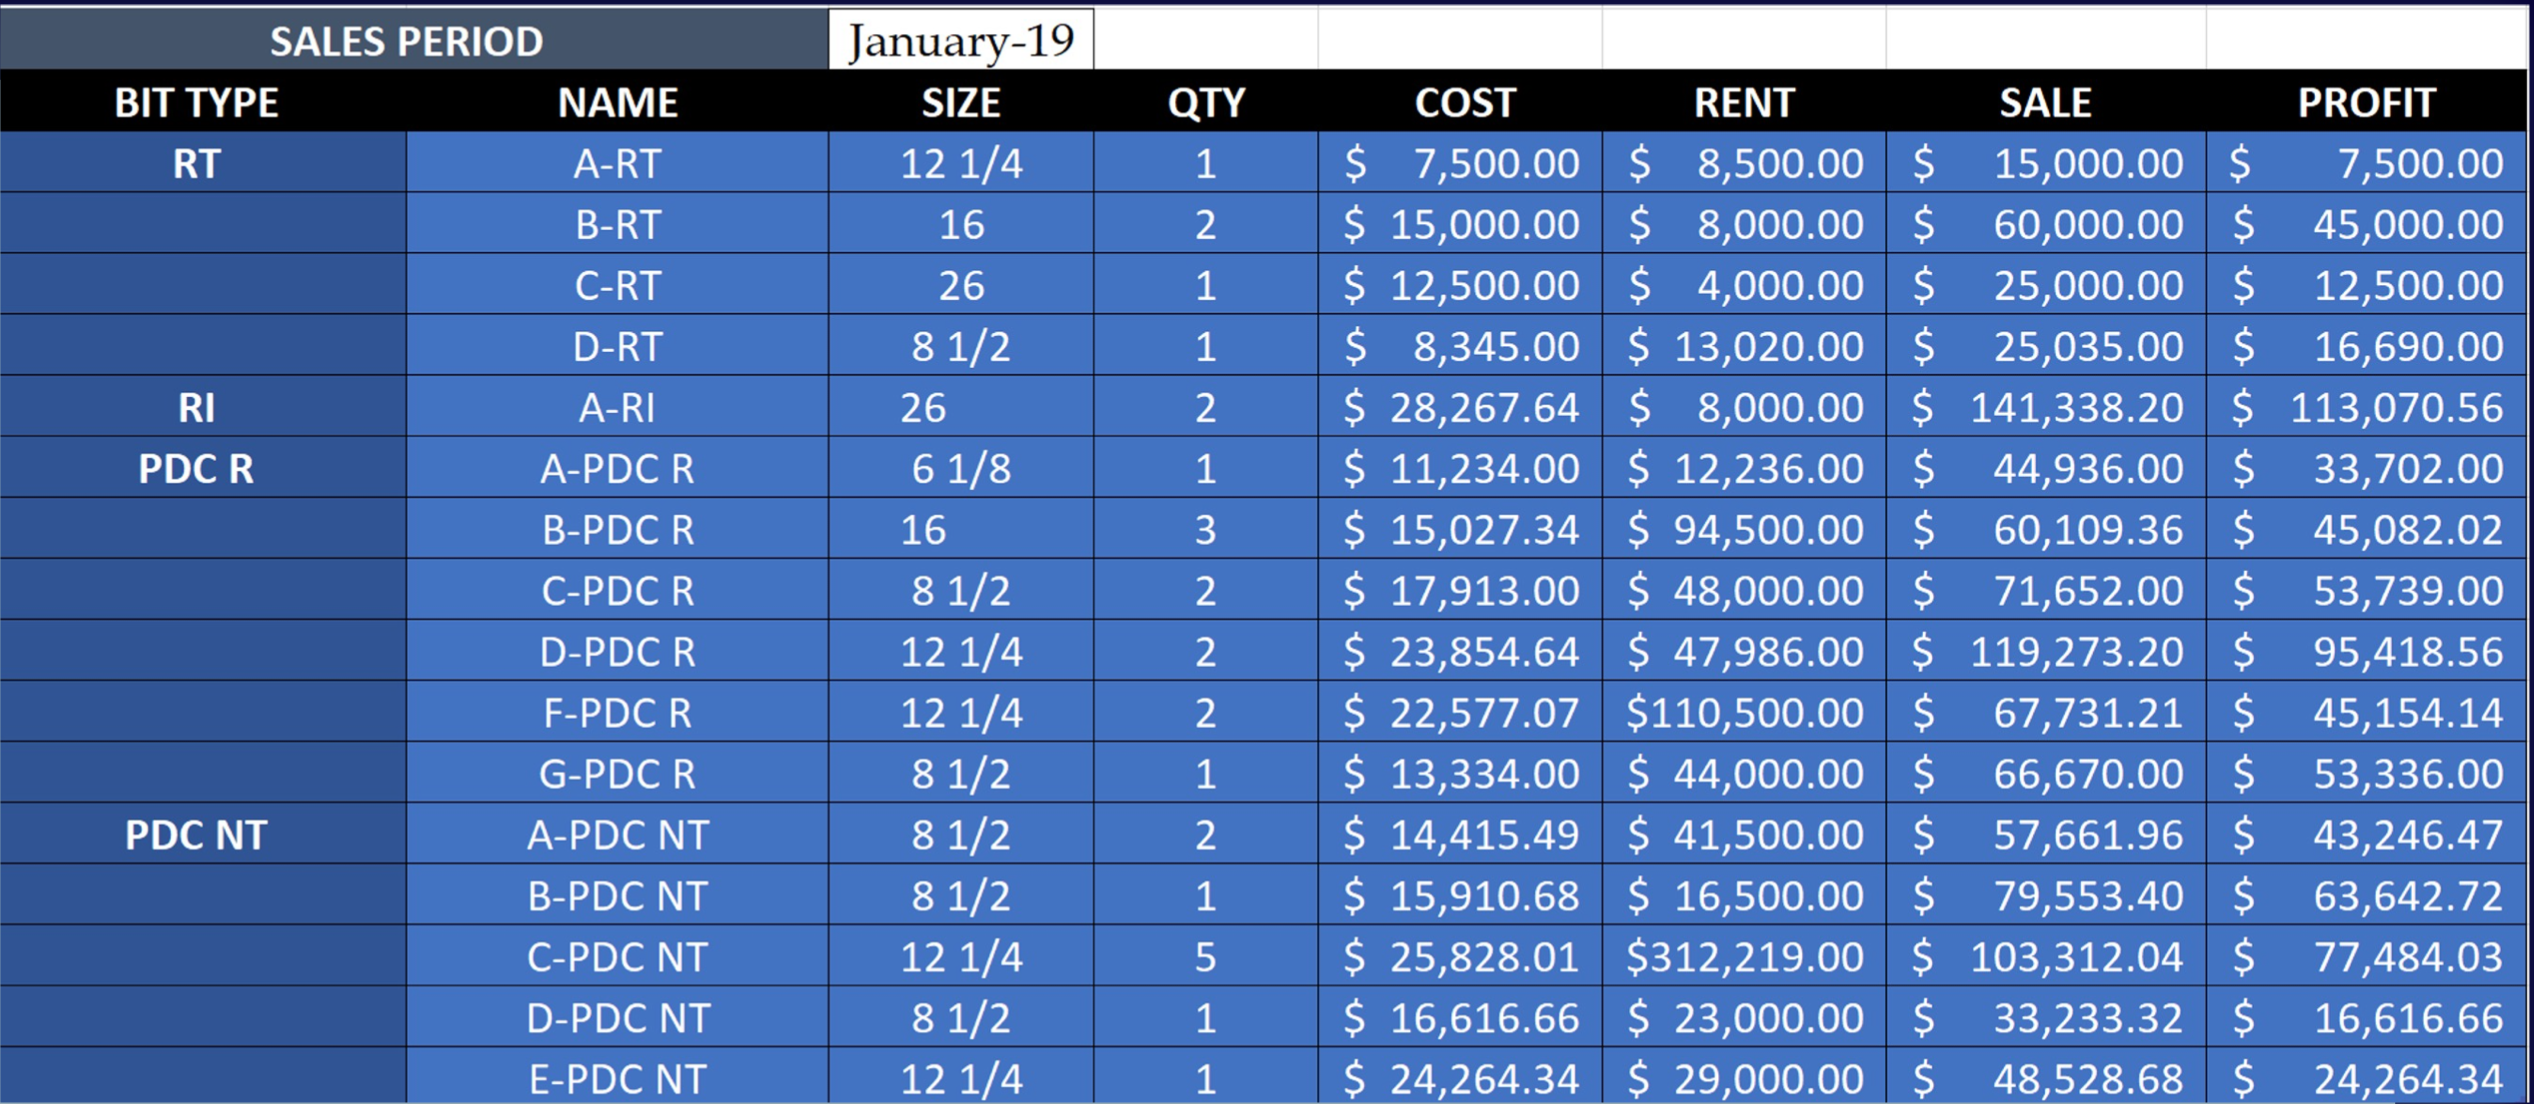 SALES PERIOD January-19
BIT TYPE NAME SIZE QTY COST RENT SALE PROFIT
RT A-RT 12 1/4 1 $ 7,500.00 $ 8,500.00 $ 15,000.00 $ 7,500.00
B-RT 16 2 $ 15,000.00 $ 8,000.00 $ 60,000.00 $ 45,000.00
C-RT 26 1 $ 12,500.00 $ 4,000.00 $ 25,000.00 $ 12,500.00
D-RT 8 1/2 1 $ 8,345.00 $ 13,020.00 $ 25,035.00 $ 16,690.00
RI A-RI 26 2 $ 28,267.64 $ 8,000.00 $ 141,338.20 $ 113,070.56
PDC R A-PDC R 6 1/8 1 $ 11,234.00 $ 12,236.00 $ 44,936.00 $ 33,702.00
B-PDC R 16 3 $ 15,027.34 $ 94,500.00 $ 60,109.36 $ 45,082.02
C-PDC R 8 1/2 2 $ 17,913.00 $ 48,000.00 $ 71,652.00 $ 53,739.00
D-PDC R 12 1/4 2 $ 23,854.64 $ 47,986.00 $ 119,273.20 $ 95,418.56
F-PDC R 12 1/4 2 $ 22,577.07 $110,500.00 $ 67,731.21 $ 45,154.14
G-PDC R 8 1/2 1 $ 13,334.00 $ 44,000.00 $ 66,670.00 $ 53,336.00
PDC NT A-PDC NT 8 1/2 2 $ 14,415.49 $ 41,500.00 $ 57,661.96 $ 43,246.47
B-PDC NT 8 1/2 1 $ 15,910.68 $ 16,500.00 $ 79,553.40 $ 63,642.72
C-PDC NT 12 1/4 5 $ 25,828.01 $312,219.00 $ 103,312.04 $ 77,484.03
D-PDC NT 8 1/2 1 $ 16,616.66 $ 23,000.00 $ 33,233.32 $ 16,616.66
E-PDC NT 12 1/4 1 $ 24,264.34 $ 29,000.00 $ 48,528.68 $ 24,264.34